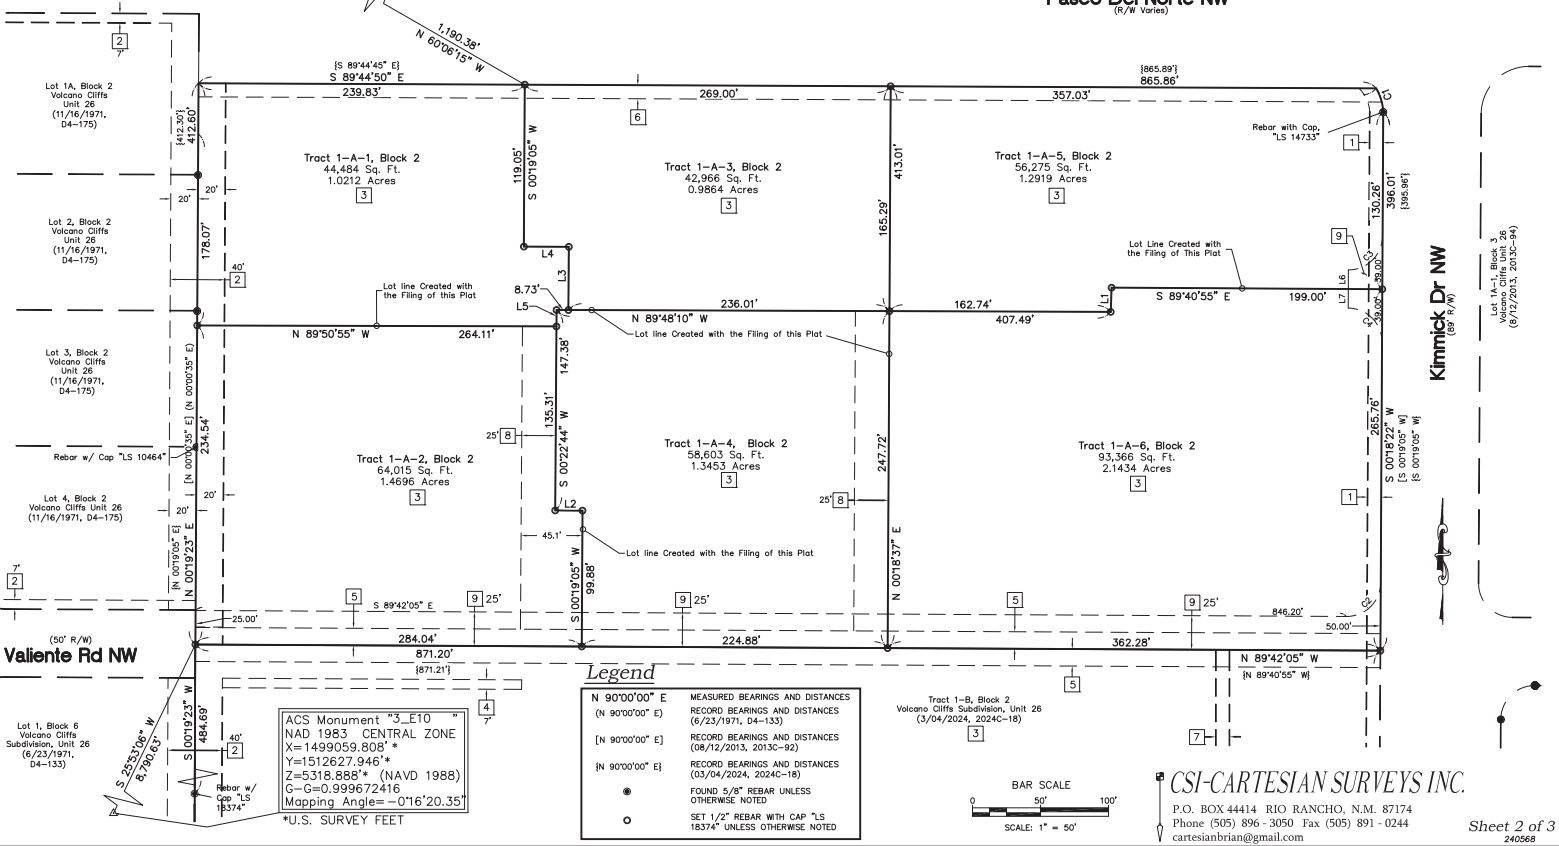 Paseo Del Norte NW
(R/W Varies)
2
7'
1,190.38'
N 60°06'15" W
{S 89°44'45" E}
S 89°44'50" E
239.83'
269.00'
6
{865.89'}
865.86'
357.03'
C1
Rebar with Cap,
"LS 14733"
1
Lot 1A, Block 2
Volcano Cliffs
Unit 26
(11/16/1971,
D4-175)
{412.30'}
412.60'
Tract 1-A-1, Block 2
44,484 Sq. Ft.
1.0212 Acres
3
119.05'
S 00°19'05" W
Tract 1-A-3, Block 2
42,966 Sq. Ft.
0.9864 Acres
3
413.01'
165.29'
Tract 1-A-5, Block 2
56,275 Sq. Ft.
1.2919 Acres
3
130.26'
396.01'
{395.96'}
20'
20'
Lot 2, Block 2
Volcano Cliffs
Unit 26
(11/16/1971,
D4-175)
178.07'
40'
2
Lot line Created with
the Filing of this Plat
L4
L3
8.73'
L5
236.01'
N 89°48'10" W
Lot line Created with the Filing of this Plat
Lot Line Created with
the Filing of This Plat
9
C3
39.00'
L6
L7
39.00'
L1
S 89°40'55" E
199.00'
162.74'
407.49'
Kimmick Dr NW
(89' R/W)
Lot 1A-1, Block 3
Volcano Cliffs Unit 26
(8/12/2013, 2013C-94)
N 89°50'55" W
264.11'
Lot 3, Block 2
Volcano Cliffs
Unit 26
(11/16/1971,
D4-175)
(N 00°00'35" E)
[N 00°00'35" E]
234.54'
Rebar w/ Cap "LS 10464"
147.38'
135.31'
S 00°22'44" W
25'
8
Tract 1-A-2, Block 2
64,015 Sq. Ft.
1.4696 Acres
3
Tract 1-A-4, Block 2
58,603 Sq. Ft.
1.3453 Acres
3
247.72'
25'
8
Tract 1-A-6, Block 2
93,366 Sq. Ft.
2.1434 Acres
3
265.76'
S 00°18'22" W
[S 00°19'05" W]
{S 00°19'05" W}
1
20'
20'
Lot 4, Block 2
Volcano Cliffs Unit 26
(11/16/1971, D4-175)
L2
45.1'
Lot line Created with the Filing of this Plat
{N 00°19'05" E}
N 00°19'23" E
S 00°19'05" W
99.88'
N 00°18'37" E
7'
2
5
S 89°42'05" E
9
25'
9
25'
5
9
25'
846.20'
C2
25.00'
50.00'
(50' R/W)
Valiente Rd NW
284.04'
871.20'
{871.21'}
224.88'
362.28'
N 89°42'05" W
{N 89°40'55" W}
4
7'
5
7
Tract 1-B, Block 2
Volcano Cliffs Subdivision, Unit 26
(3/04/2024, 2024C-18)
3
Lot 1, Block 6
Volcano Cliffs
Subdivision, Unit 26
(6/23/1971,
D4-133)
S 25°53'06" W
8,790.63'
S 00°19'23" W
484.69'
40'
2
Rebar w/
Cap "LS
18374"
ACS Monument "3_E10 "
NAD 1983 CENTRAL ZONE
X=1499059.808' *
Y=1512627.946'*
Z=5318.888'* (NAVD 1988)
G-G=0.999672416
Mapping Angle= -0°16'20.35"
*U.S. SURVEY FEET
Legend
N 90°00'00" E MEASURED BEARINGS AND DISTANCES
(N 90°00'00" E) RECORD BEARINGS AND DISTANCES
(6/23/1971, D4-133)
[N 90°00'00" E] RECORD BEARINGS AND DISTANCES
(08/12/2013, 2013C-92)
{N 90°00'00" E} RECORD BEARINGS AND DISTANCES
(03/04/2024, 2024C-18)
FOUND 5/8" REBAR UNLESS
OTHERWISE NOTED
SET 1/2" REBAR WITH CAP "LS
18374" UNLESS OTHERWISE NOTED
BAR SCALE
0 50' 100'
SCALE: 1" = 50'
CSI-CARTESIAN SURVEYS INC.
P.O. BOX 44414 RIO RANCHO, N.M. 87174
Phone (505) 896 - 3050 Fax (505) 891 - 0244
cartesianbrian@gmail.com
Sheet 2 of 3
240568